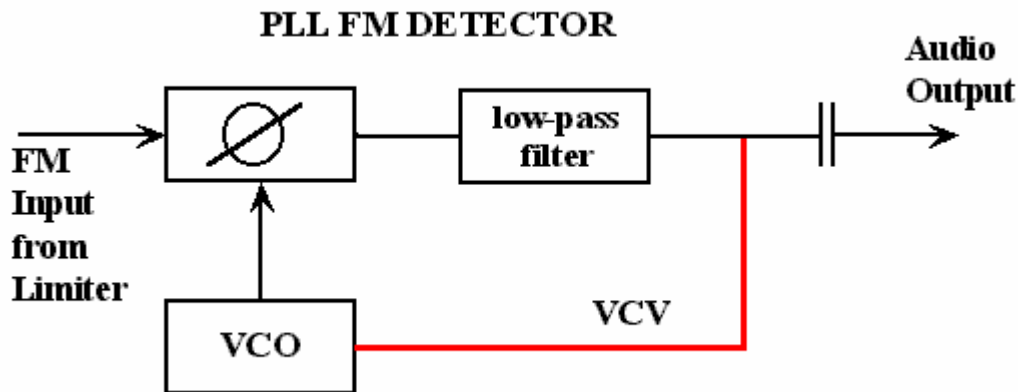 PLL FM DETECTOR
Audio
Output
low-pass
filter
FM
Input
from
Limiter
VCO
VCV